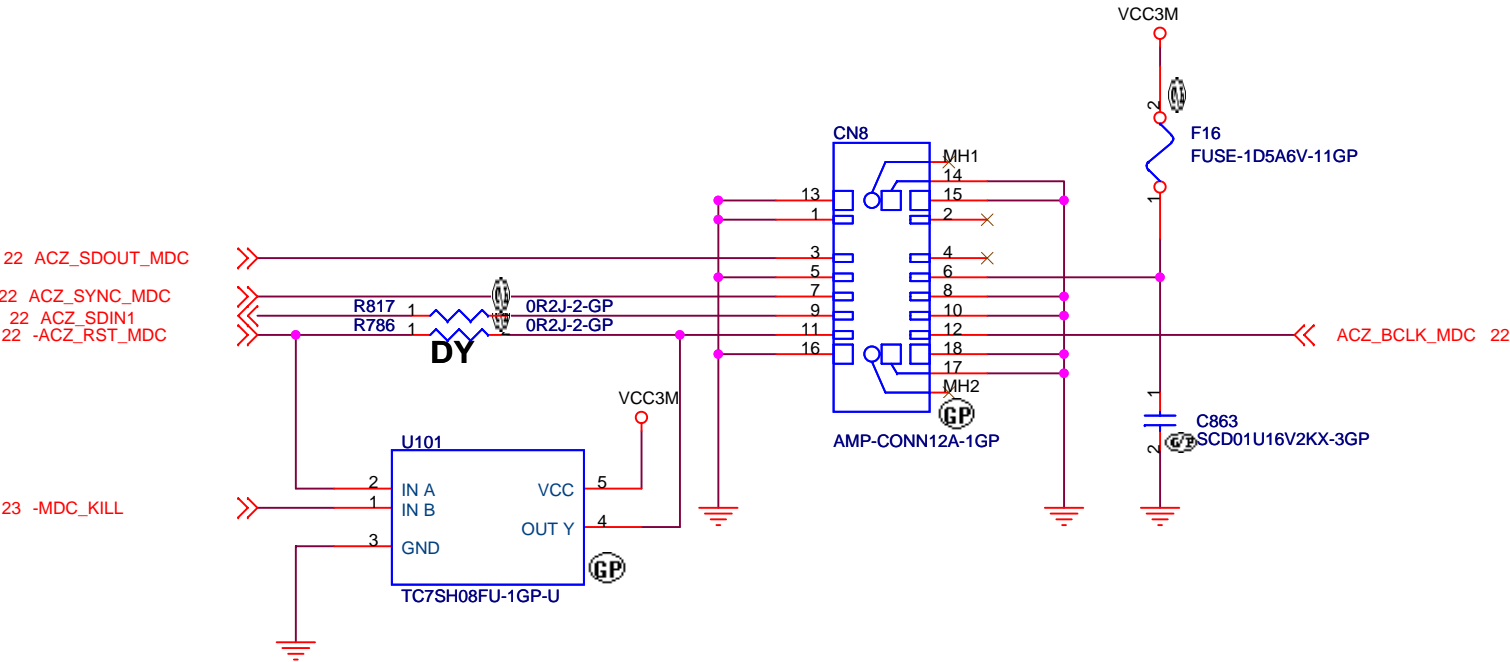 VCC3M
2
F16
FUSE-1D5A6V-11GP
1
CN8
MH1
14
13
15
1
2
22 ACZ_SDOUT_MDC
3
4
5
6
22 ACZ_SYNC_MDC
7
8
R817 1
0R2J-2-GP
22 ACZ_SDIN1
9
10
R786 1
0R2J-2-GP
22 -ACZ_RST_MDC
11
12
ACZ_BCLK_MDC 22
DY
16
18
17
MH2
GP
AMP-CONN12A-1GP
1
C863
SCD01U16V2KX-3GP
G/P
2
VCC3M
U101
2 IN A
VCC 5
23 -MDC_KILL
1 IN B
OUT Y 4
3 GND
GP
TC7SH08FU-1GP-U